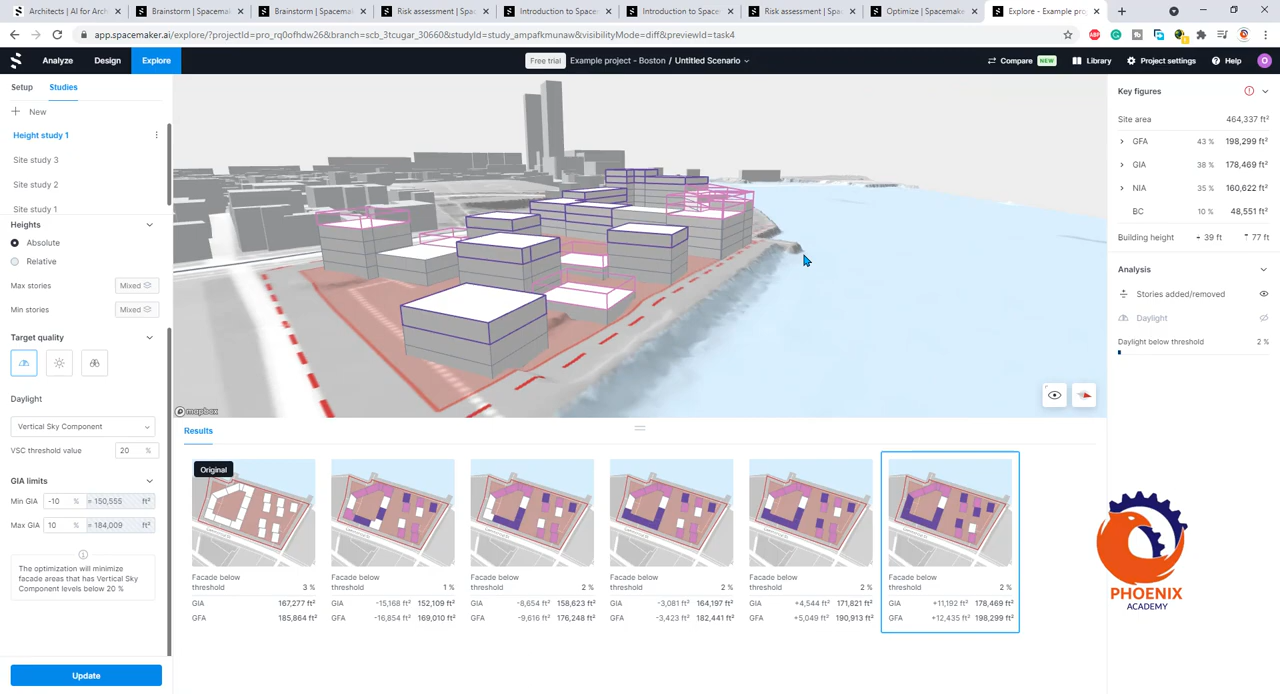 Architects | AI for Arch
Brainstorm | Spacemak
Brainstorm | Spacemak
Risk assessment | Spac
Introduction to Space
Introduction to Space
Risk assessment | Spac
Optimize | Spacemake
Explore - Example proj
app.spacemaker.ai/explore/?projectId=pro_rq0ofhdw26&branch=scb_3tcugar_30660&studyId=study_ampafkmunaw&visibilityMode=diff&previewId=task4
Analyze
Design
Explore
Free trial
Example project - Boston / Untitled Scenario
Compare NEW
Library
Project settings
Help
O
Setup
Studies
New
Height study 1
Site study 3
Site study 2
Site study 1
Heights
Absolute
Relative
Max stories Mixed
Min stories Mixed
Target quality
Daylight
Vertical Sky Component
VSC threshold value 20 %
GIA limits
Min GIA -10 % = 150,555 ft²
Max GIA 10 % = 184,009 ft²
The optimization will minimize
facade areas that has Vertical Sky
Component levels below 20 %
Update
mapbox
Results
Original
Facade below
threshold 3 %
GIA 167,277 ft²
GFA 185,864 ft²
Facade below
threshold 1 %
GIA -15,168 ft² 152,109 ft²
GFA -16,854 ft² 169,010 ft²
Facade below
threshold 2 %
GIA -8,654 ft² 158,623 ft²
GFA -9,616 ft² 176,248 ft²
Facade below
threshold 2 %
GIA -3,081 ft² 164,197 ft²
GFA -3,423 ft² 182,441 ft²
Facade below
threshold 2 %
GIA +4,544 ft² 171,821 ft²
GFA +5,049 ft² 190,913 ft²
Facade below
threshold 2 %
GIA +11,192 ft² 178,469 ft²
GFA +12,435 ft² 198,299 ft²
Key figures
Site area 464,337 ft²
GFA 43 % 198,299 ft²
GIA 38 % 178,469 ft²
NIA 35 % 160,622 ft²
BC 10 % 48,551 ft²
Building height 39 ft 77 ft
Analysis
Stories added/removed
Daylight
Daylight below threshold 2 %
PHOENIX
ACADEMY